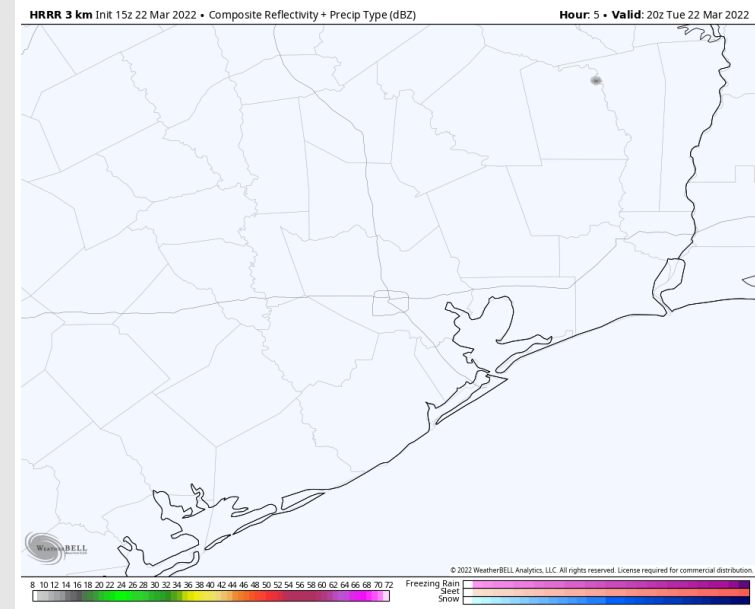 HRRR 3 km Init 15z 22 Mar 2022 • Composite Reflectivity + Precip Type (dBZ)
Hour: 5 • Valid: 20z Tue 22 Mar 2022
WEATHERBELL
© 2022 WeatherBELL Analytics, LLC. All rights reserved. License required for commercial distribution.
8 10 12 14 16 18 20 22 24 26 28 30 32 34 36 38 40 42 44 46 48 50 52 54 56 58 60 62 64 66 68 70 72
Freezing Rain
Sleet
Snow